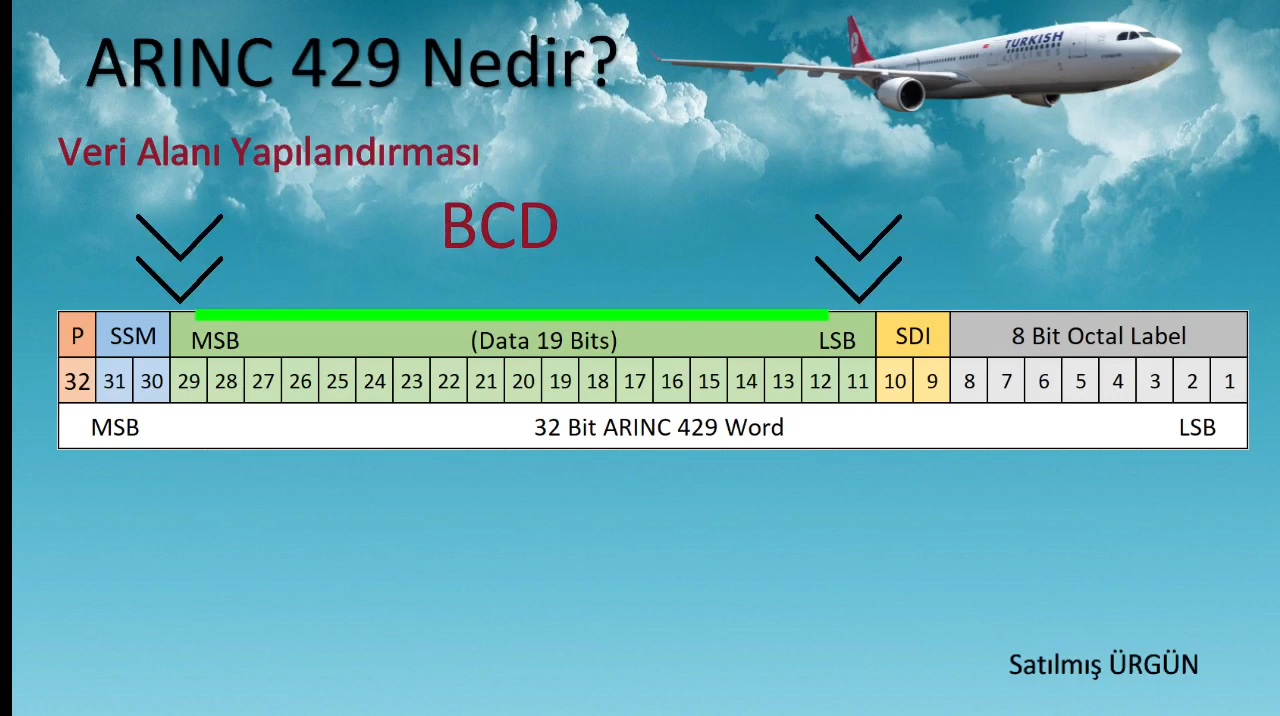 ARINC 429 Nedir?
TURKISH
AIRLINES
Veri Alanı Yapılandırması
BCD
P SSM MSB (Data 19 Bits) LSB SDI 8 Bit Octal Label
32 31 30 29 28 27 26 25 24 23 22 21 20 19 18 17 16 15 14 13 12 11 10 9 8 7 6 5 4 3 2 1
MSB 32 Bit ARINC 429 Word LSB
Satılmış ÜRGÜN